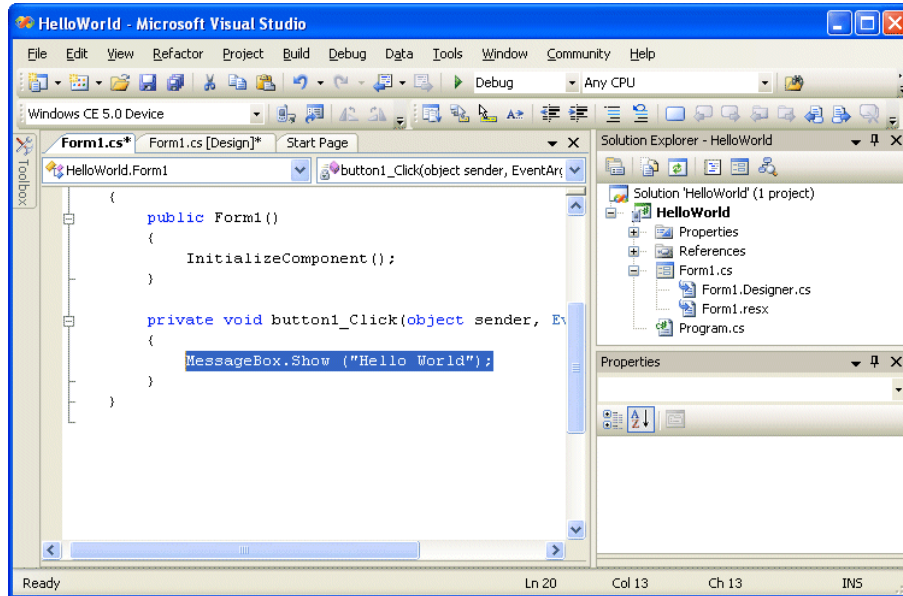 HelloWorld - Microsoft Visual Studio
File Edit View Refactor Project Build Debug Data Tools Window Community Help
Debug Any CPU
Windows CE 5.0 Device
Toolbox
Form1.cs* Form1.cs [Design]* Start Page
HelloWorld.Form1 button1_Click(object sender, EventArg
{
public Form1()
{
InitializeComponent();
}
private void button1_Click(object sender, Ev
{
MessageBox.Show ("Hello World");
}
}
Solution Explorer - HelloWorld
Solution 'HelloWorld' (1 project)
HelloWorld
Properties
References
Form1.cs
Form1.Designer.cs
Form1.resx
Program.cs
Properties
Ready Ln 20 Col 13 Ch 13 INS